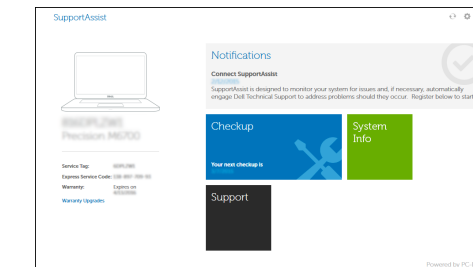 SupportAssist
Precision M6700
Service Tag:
Express Service Code:
Warranty: Expires on
Warranty Upgrades
Notifications
Connect SupportAssist
SupportAssist is designed to monitor your system for issues and, if necessary, automatically
engage Dell Technical Support to address problems should they occur. Register below to start
Checkup
Your next checkup is
System
Info
Support
Powered by PC-